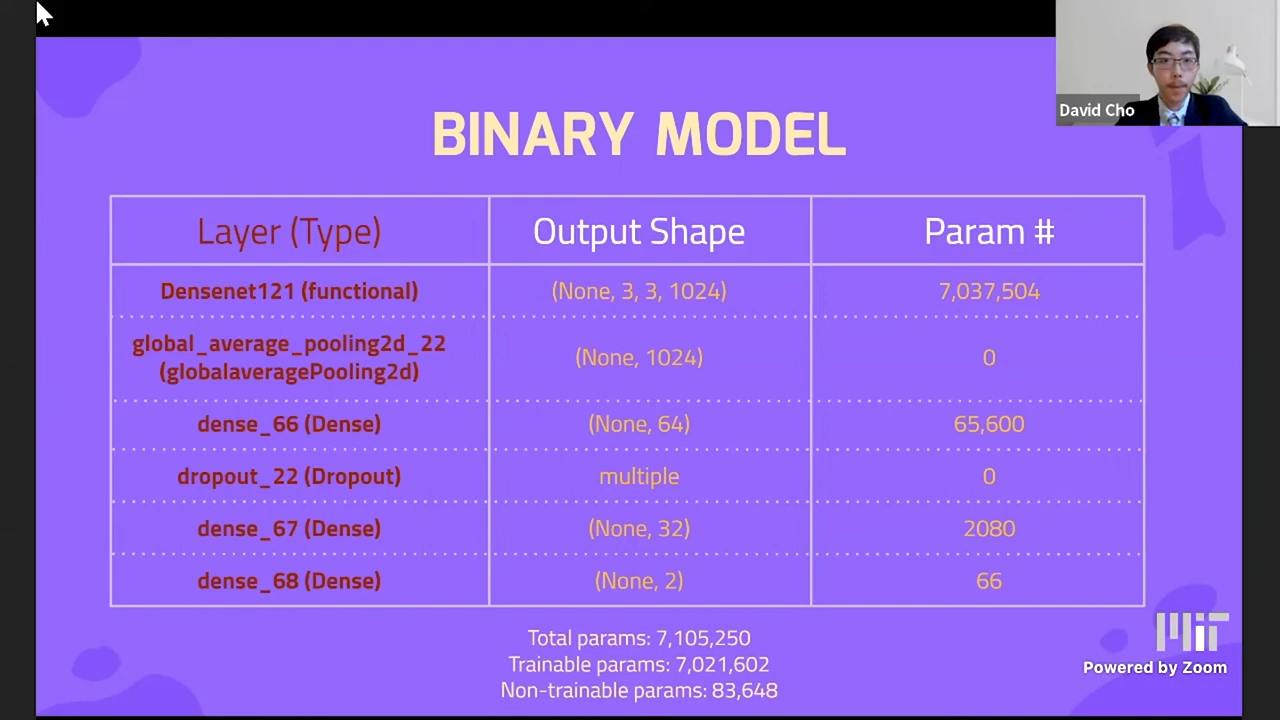 David Cho
BINARY MODEL
Layer (Type) Output Shape Param #
Densenet121 (functional) (None, 3, 3, 1024) 7,037,504
global_average_pooling2d_22
(globalaveragePooling2d) (None, 1024) 0
dense_66 (Dense) (None, 64) 65,600
dropout_22 (Dropout) multiple 0
dense_67 (Dense) (None, 32) 2080
dense_68 (Dense) (None, 2) 66
Total params: 7,105,250
Trainable params: 7,021,602
Non-trainable params: 83,648
MIT
Powered by Zoom